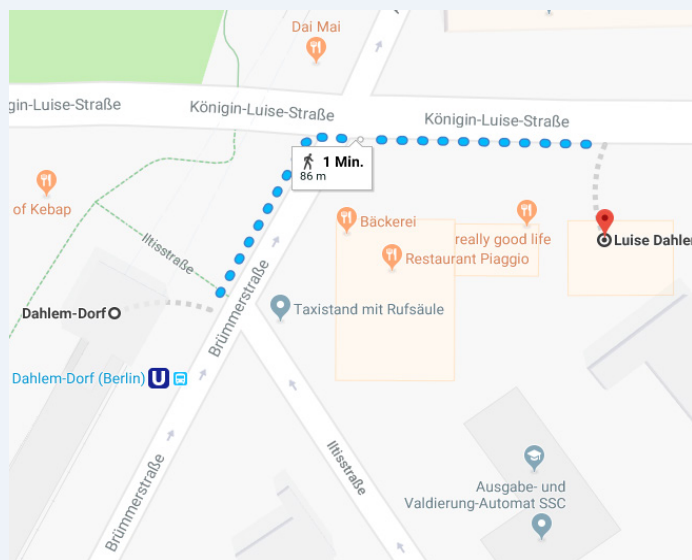 Dai Mai
gin-Luise-Straße
Königin-Luise-Straße
Königin-Luise-Straße
1 Min.
86 m
of Kebap
Bäckerei
really good life
Luise Dahlem
Iltisstraße
Restaurant Piaggio
Dahlem-Dorf
Taxistand mit Rufsäule
Brümmerstraße
Dahlem-Dorf (Berlin) U
Iltisstraße
Ausgabe- und
Valdierung-Automat SSC
Brümmerstraße